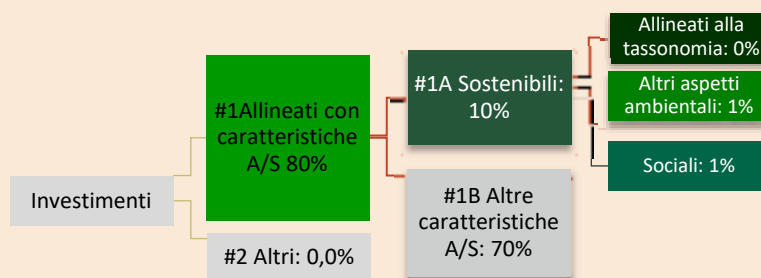 Investimenti
#1Allineati con
caratteristiche
A/S 80%
#2 Altri: 0,0%
#1A Sostenibili:
10%
#1B Altre
caratteristiche
A/S: 70%
Allineati alla
tassonomia: 0%
Altri aspetti
ambientali: 1%
Sociali: 1%